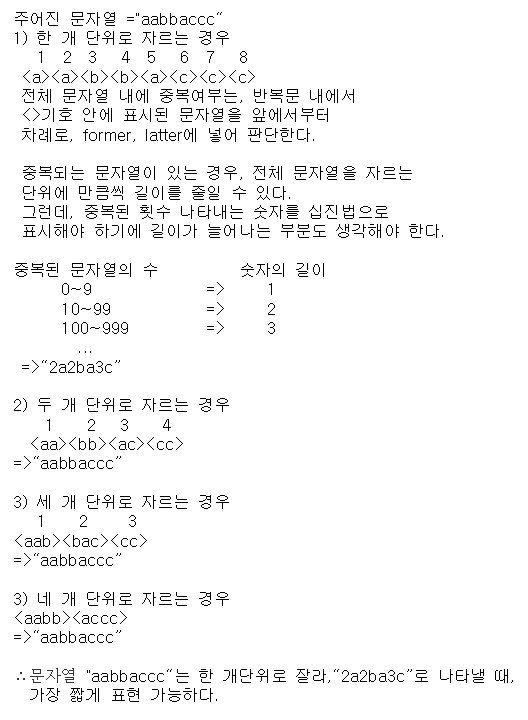 주어진 문자열 ="aabbaccc“
1) 한 개 단위로 자르는 경우
1 2 3 4 5 6 7 8
<a><a><b><b><a><c><c><c>
전체 문자열 내에 중복여부는, 반복문 내에서
<>기호 안에 표시된 문자열을 앞에서부터
차례로, former, latter에 넣어 판단한다.
중복되는 문자열이 있는 경우, 전체 문자열을 자르는
단위에 만큼씩 길이를 줄일 수 있다.
그런데, 중복된 횟수 나타내는 숫자를 십진법으로
표시해야 하기에 길이가 늘어나는 부분도 생각해야 한다.
중복된 문자열의 수 숫자의 길이
0~9 => 1
10~99 => 2
100~999 => 3
...
=>“2a2ba3c”
2) 두 개 단위로 자르는 경우
1 2 3 4
<aa><bb><ac><cc>
=>“aabbaccc”
3) 세 개 단위로 자르는 경우
1 2 3
<aab><bac><cc>
=>“aabbaccc”
3) 네 개 단위로 자르는 경우
<aabb><accc>
=>“aabbaccc”
∴문자열 "aabbaccc“는 한 개단위로 잘라,“2a2ba3c”로 나타낼 때,
가장 짧게 표현 가능하다.